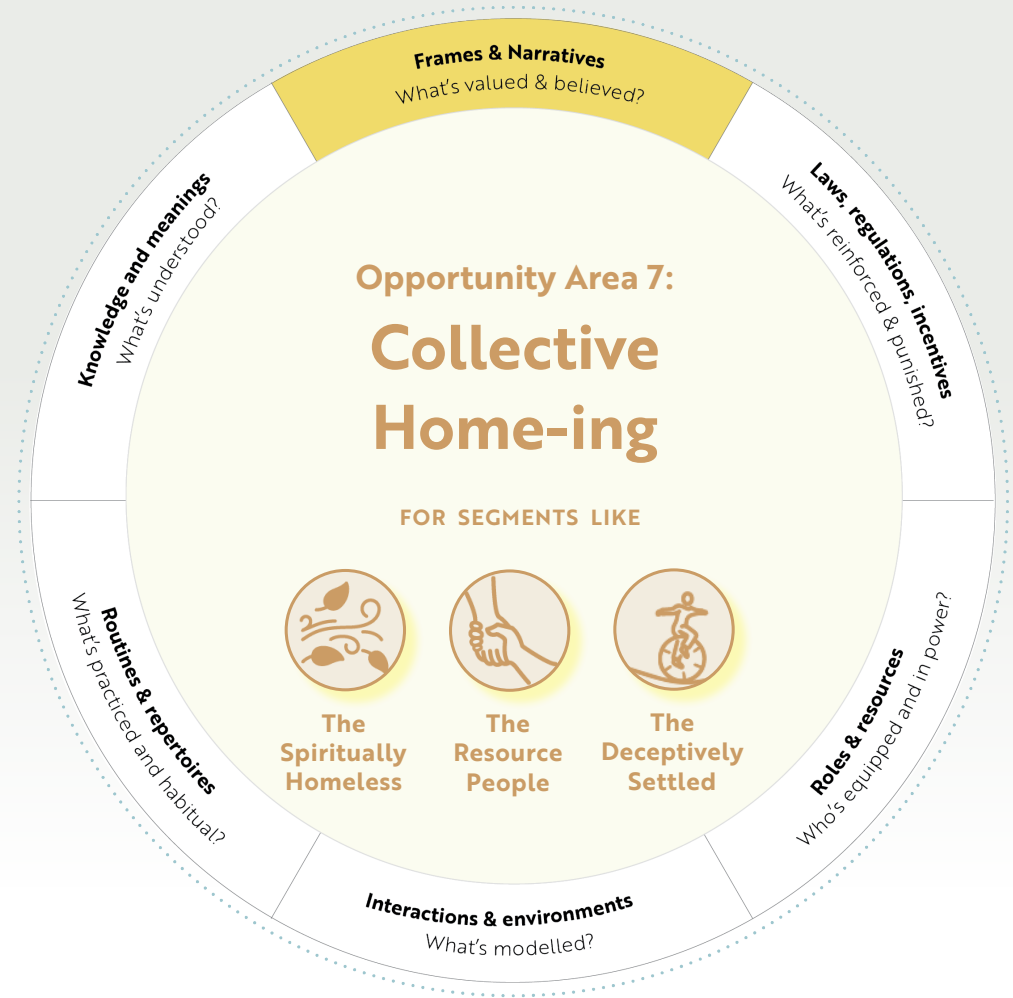 Frames & Narratives
What's valued & believed?
Laws, regulations, incentives
What's reinforced & punished?
Knowledge and meanings
What's understood?
Opportunity Area 7:
Collective
Home-ing
FOR SEGMENTS LIKE
The
Spiritually
Homeless
The
Resource
People
The
Deceptively
Settled
Roles & resources
Who's equipped and in power?
Routines & repertoires
What's practiced and habitual?
Interactions & environments
What's modelled?